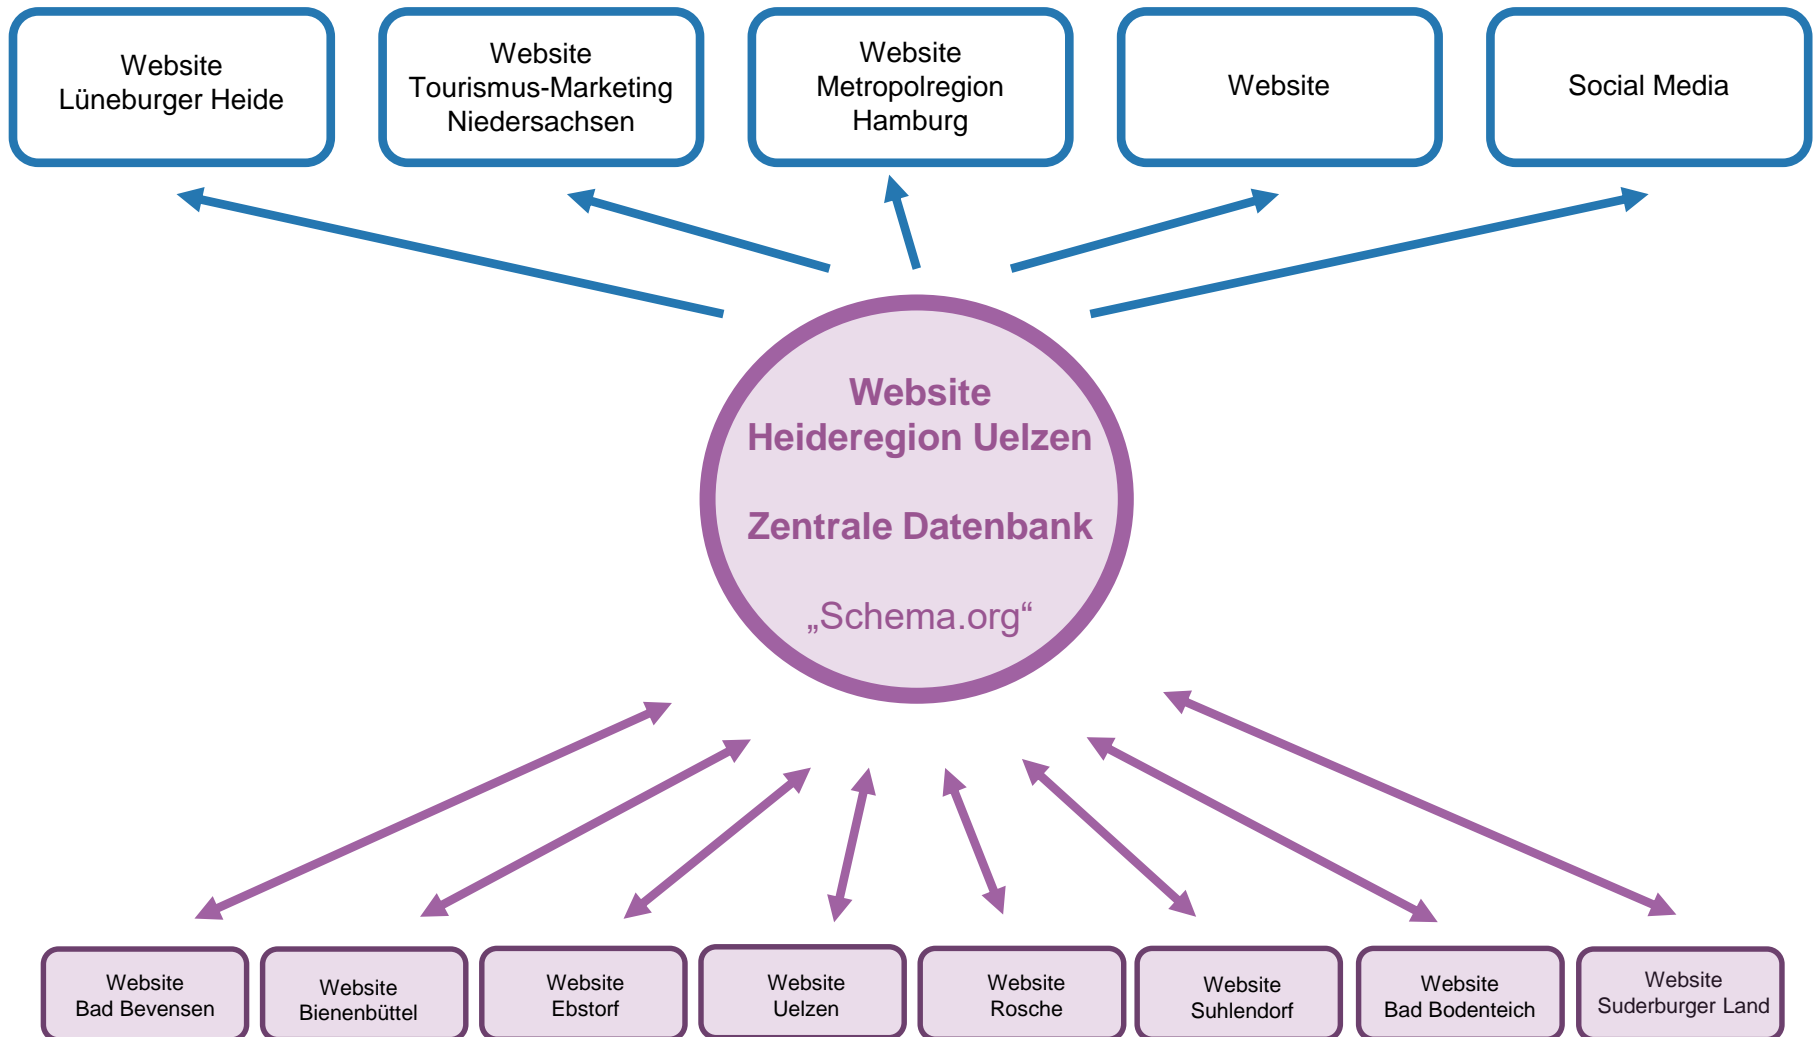 Website
Lüneburger Heide
Website
Tourismus-Marketing
Niedersachsen
Website
Metropolregion
Hamburg
Website
Social Media
Website
Heideregion Uelzen
Zentrale Datenbank
„Schema.org“
Website
Bad Bevensen
Website
Bienenbüttel
Website
Ebstorf
Website
Uelzen
Website
Rosche
Website
Suhlendorf
Website
Bad Bodenteich
Website
Suderburger Land